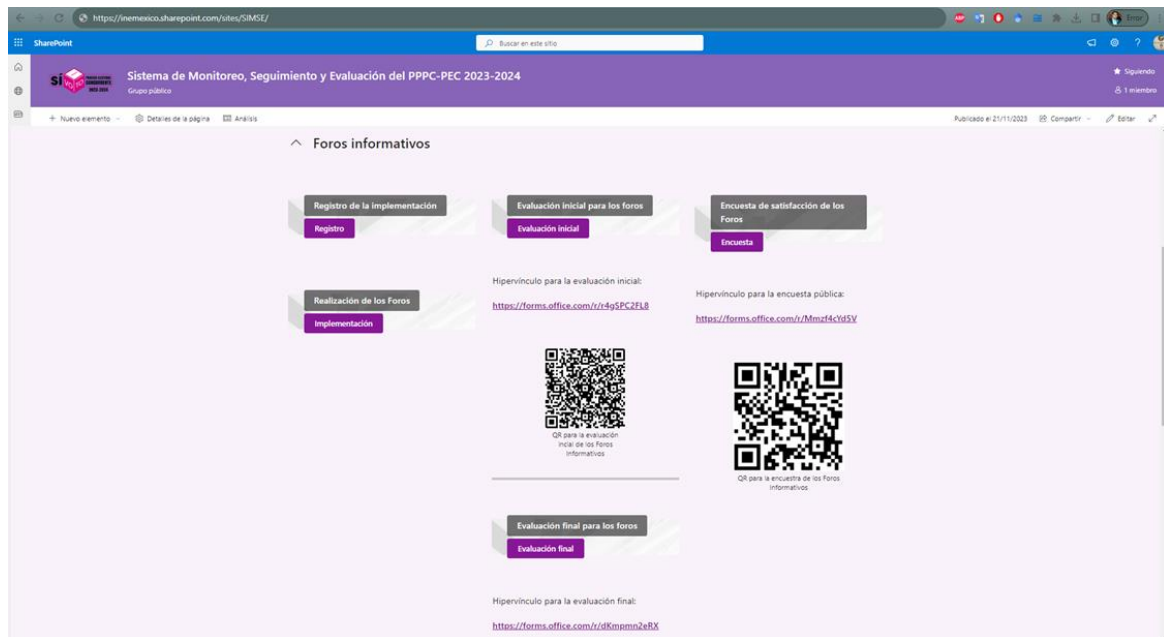 https://inemexico.sharepoint.com/sites/SIMSE/
Error
SharePoint
Buscar en este sitio
Sistema de Monitoreo, Seguimiento y Evaluación del PPPC-PEC 2023-2024
Grupo público
Siguiendo
1 miembro
Nuevo elemento
Detalles de la página
Análisis
Publicado el 21/11/2023
Compartir
Editar
Foros informativos
Registro de la implementación
Registro
Realización de los Foros
Implementación
Evaluación inicial para los foros
Evaluación inicial
Hipervínculo para la evaluación inicial:
https://forms.office.com/r/r4gSPC2FL8
QR para la evaluación
incial de los Foros
Informativos
Evaluación final para los foros
Evaluación final
Hipervínculo para la evaluación final:
https://forms.office.com/r/dKmpmn2eRX
Encuesta de satisfacción de los
Foros
Encuesta
Hipervínculo para la encuesta pública:
https://forms.office.com/r/Mmzf4cYd5V
QR para la encuestra de los Foros
Informativos